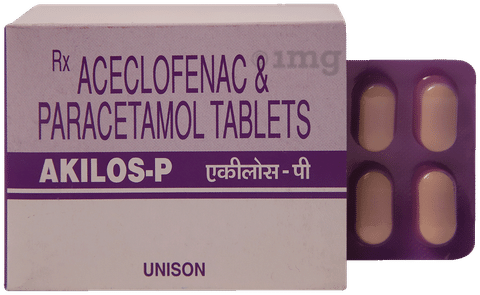 1mg
Rx ACECLOFENAC &
PARACETAMOL TABLETS
AKILOS-P एकीलोस - पी
UNISON